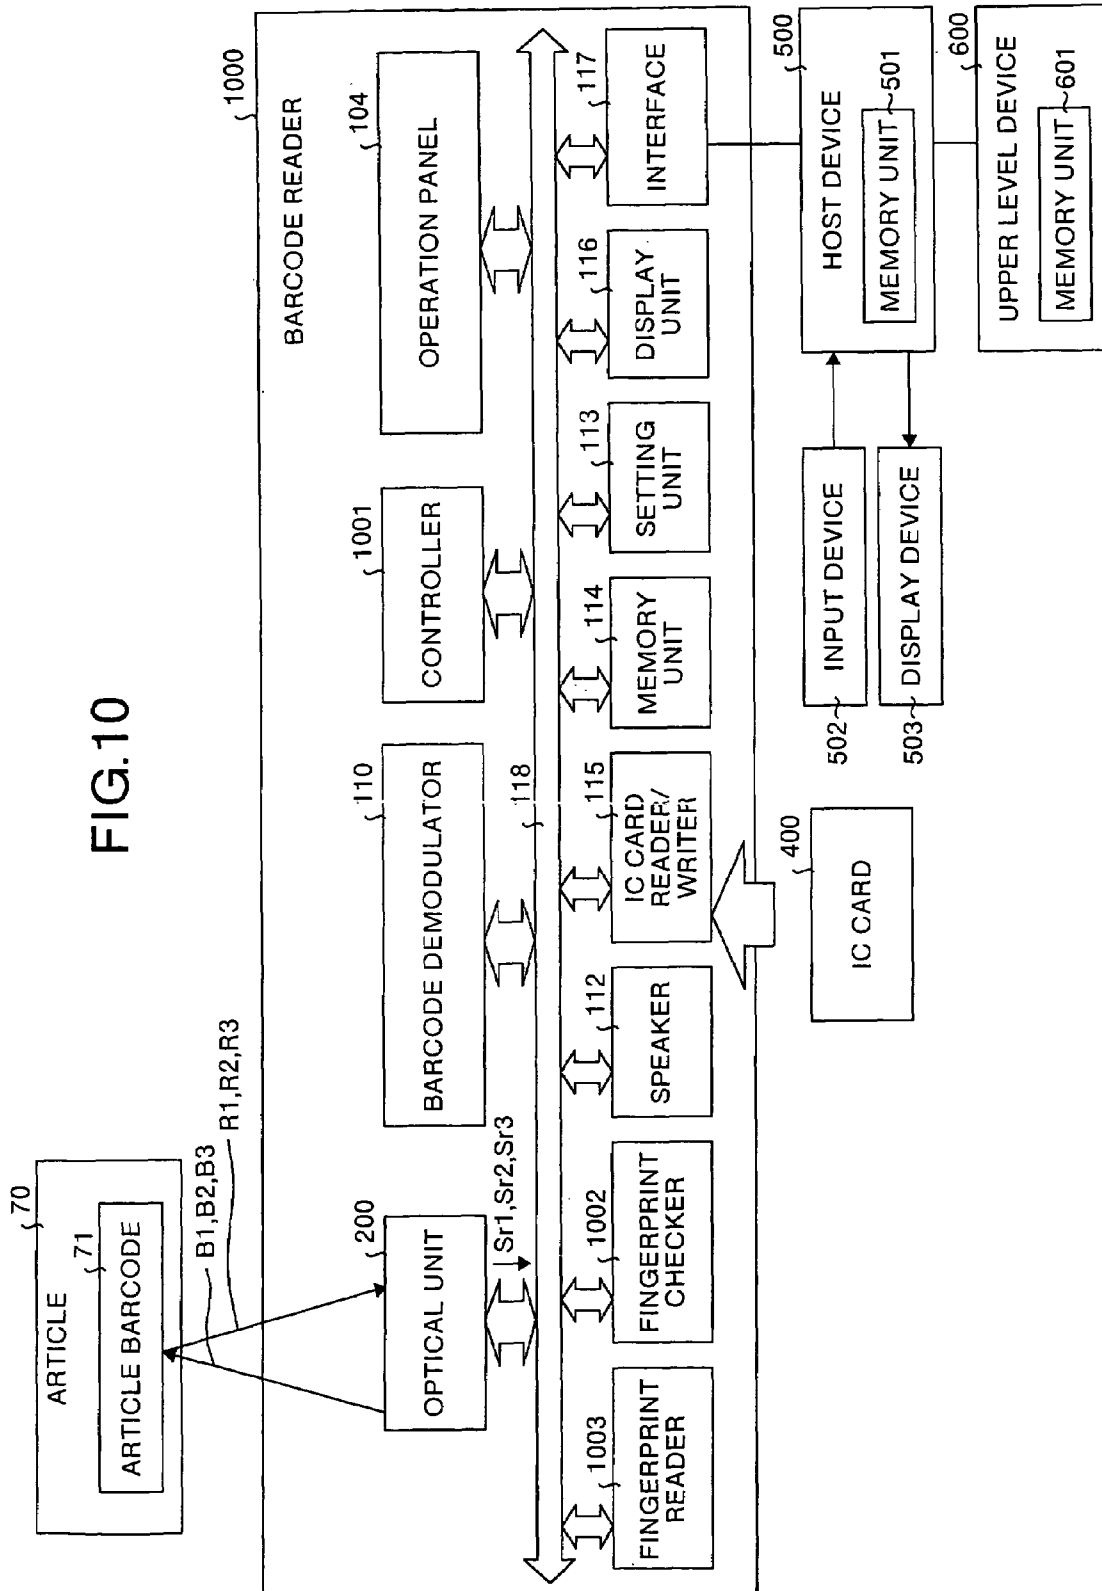 FIG.10
ARTICLE
70
ARTICLE BARCODE
71
B1,B2,B3
R1,R2,R3
BARCODE READER
1000
OPTICAL UNIT
200
Sr1,Sr2,Sr3
BARCODE DEMODULATOR
110
CONTROLLER
1001
OPERATION PANEL
104
118
FINGERPRINT
READER
1003
FINGERPRINT
CHECKER
1002
SPEAKER
112
IC CARD
READER/
WRITER
115
MEMORY
UNIT
114
SETTING
UNIT
113
DISPLAY
UNIT
116
INTERFACE
117
IC CARD
400
INPUT DEVICE
502
DISPLAY DEVICE
503
HOST DEVICE
500
MEMORY UNIT
501
UPPER LEVEL DEVICE
600
MEMORY UNIT
601